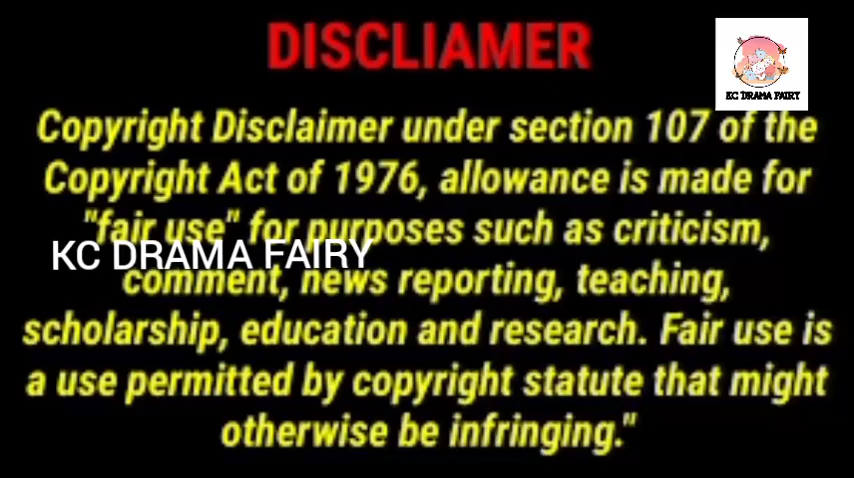 DISCLIAMER
KC DRAMA FAIRY
Copyright Disclaimer under section 107 of the
Copyright Act of 1976, allowance is made for
"fair use" for purposes such as criticism,
KC DRAMA FAIRY
comment, news reporting, teaching,
scholarship, education and research. Fair use is
a use permitted by copyright statute that might
otherwise be infringing."